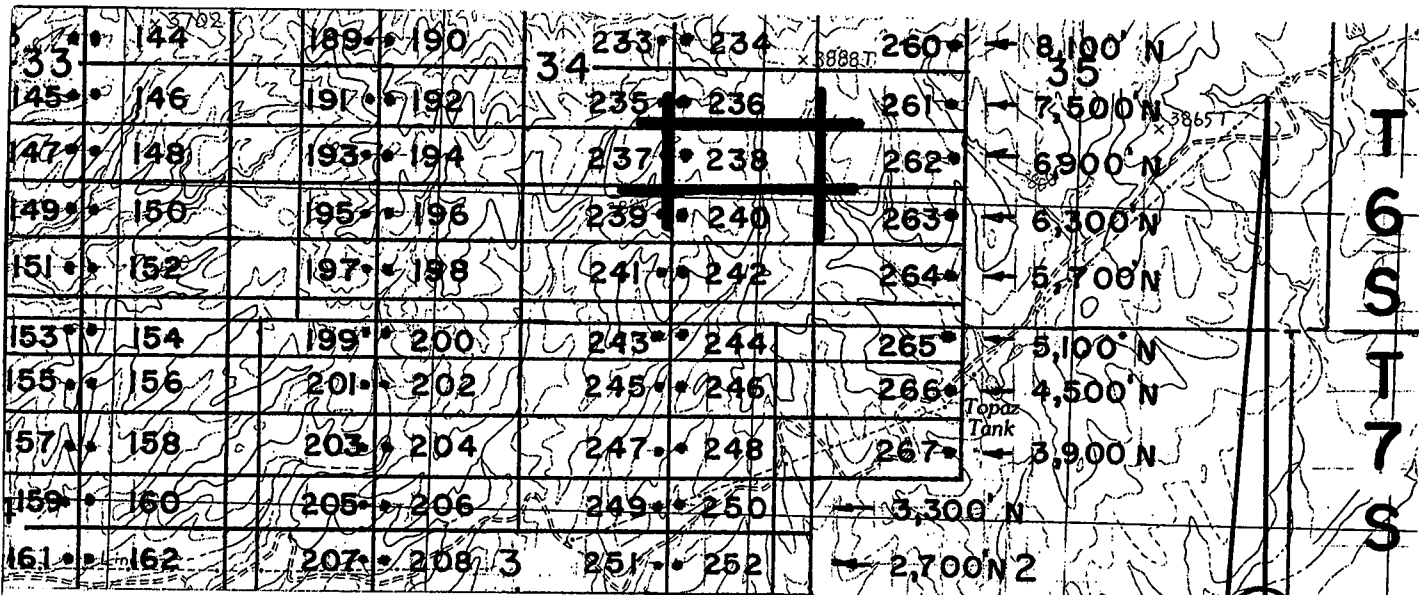 144 189 190 233 234 260 8,100' N
× 3702
33 34 × 3888T 35
145 146 191 192 235 236 261 7,500' N
× 3865T
T
147 148 193 194 237 238 262 6,900' N
149 150 195 196 239 240 263 6,300' N
6
151 152 197 198 241 242 264 5,700' N
S
153 154 199 200 243 244 265 5,100' N
155 156 201 202 245 246 266 4,500' N
T
Topaz
Tank
157 158 203 204 247 248 267 3,900' N
7
159 160 205 206 249 250 3,300' N
S
161 162 207 208 3 251 252 2,700' N 2